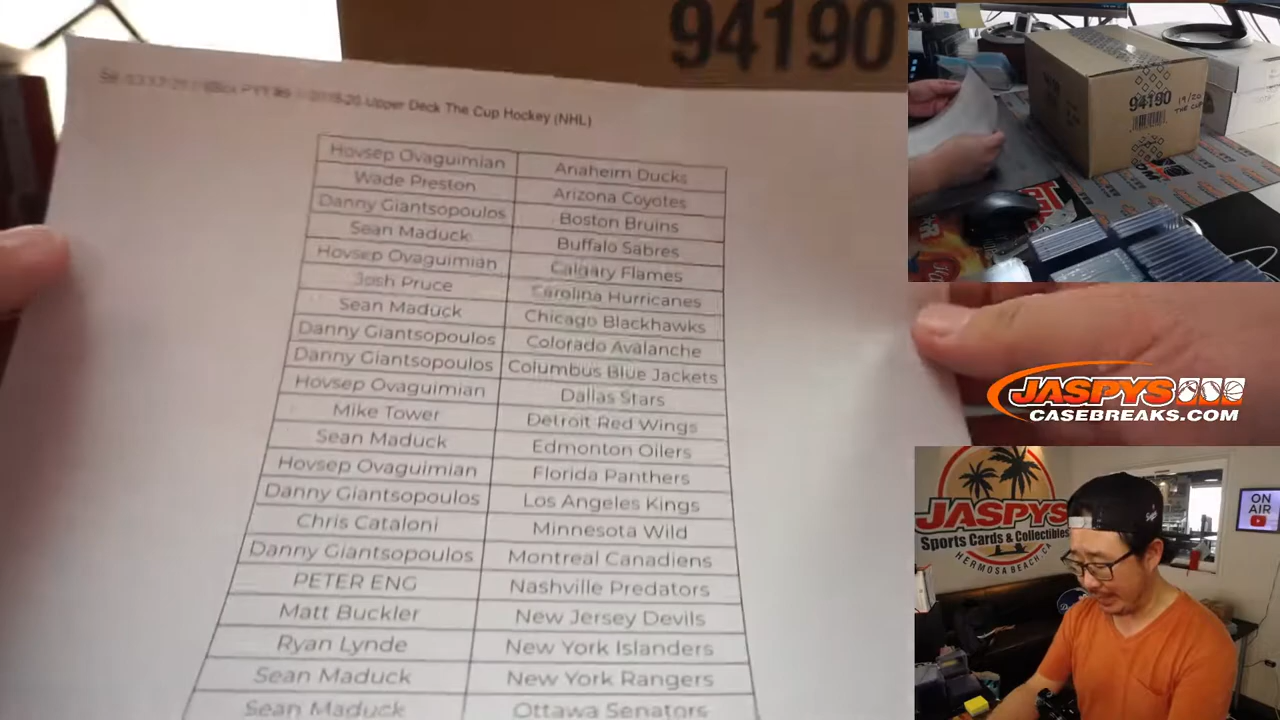 94190
2019-20 Upper Deck The Cup Hockey (NHL)
Hovsep Ovaguimian Anaheim Ducks
Wade Preston Arizona Coyotes
Danny Giantsopoulos Boston Bruins
Sean Maduck Buffalo Sabres
Hovsep Ovaguimian Calgary Flames
Josh Pruce Carolina Hurricanes
Sean Maduck Chicago Blackhawks
Danny Giantsopoulos Colorado Avalanche
Danny Giantsopoulos Columbus Blue Jackets
Hovsep Ovaguimian Dallas Stars
Mike Tower Detroit Red Wings
Sean Maduck Edmonton Oilers
Hovsep Ovaguimian Florida Panthers
Danny Giantsopoulos Los Angeles Kings
Chris Cataloni Minnesota Wild
Danny Giantsopoulos Montreal Canadiens
PETER ENG Nashville Predators
Matt Buckler New Jersey Devils
Ryan Lynde New York Islanders
Sean Maduck New York Rangers
Sean Maduck Ottawa Senators
94190
19/20
THE CUP
JASPYS
CASEBREAKS.COM
JASPYS
Sports Cards & Collectibles
HERMOSA BEACH, CA
ON
AIR